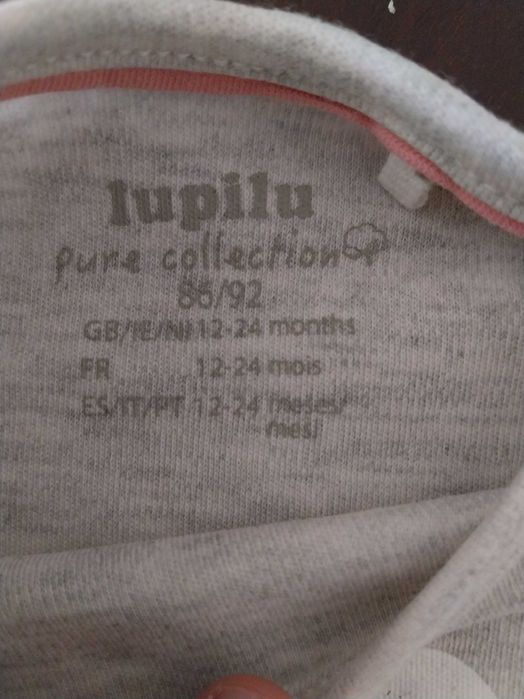 lupilu
pure collection
86/92
GB/IE/NI 12-24 months
FR 12-24 mois
ES/IT/PT 12-24 meses/
mesi